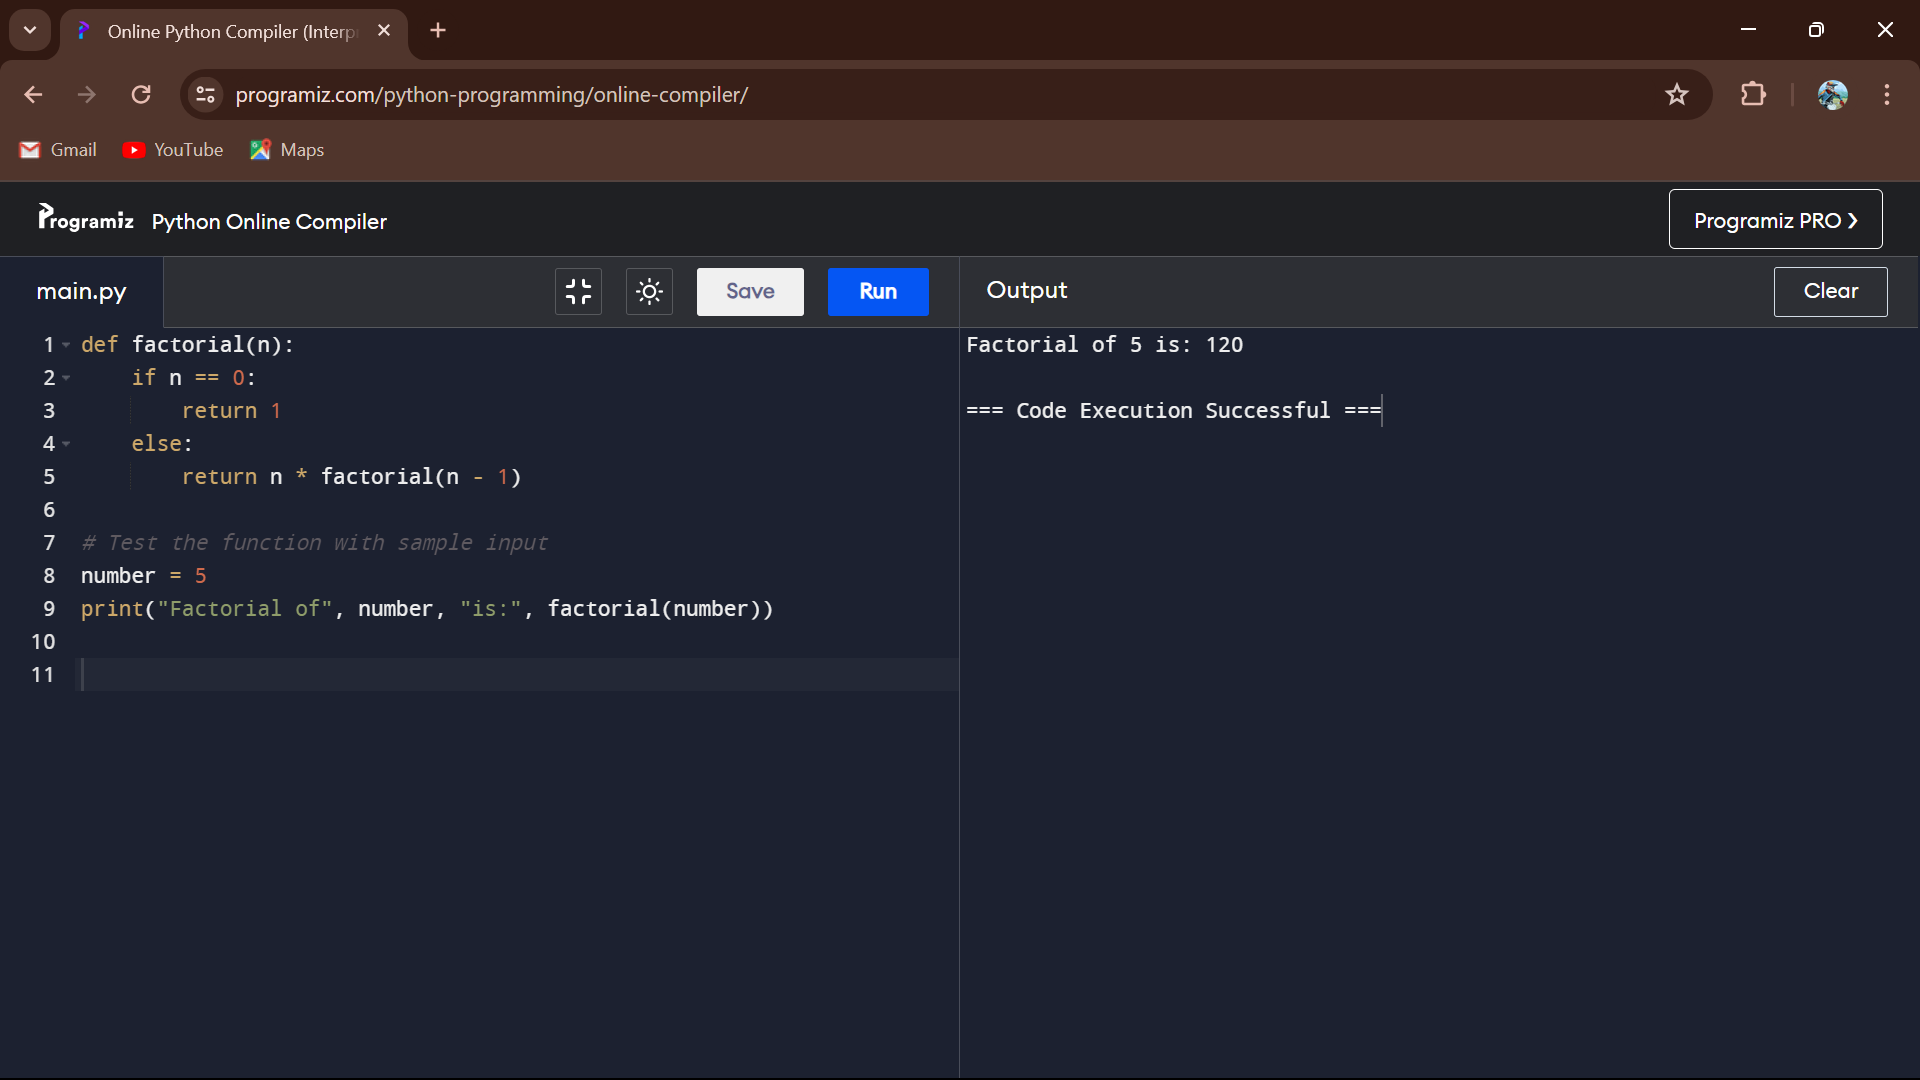 Online Python Compiler (Interp
programiz.com/python-programming/online-compiler/
Gmail YouTube Maps
Programiz Python Online Compiler
Programiz PRO ❯
main.py
Save
Run
Output
Clear
1 def factorial(n):
2     if n == 0:
3         return 1
4     else:
5         return n * factorial(n - 1)
6
7 # Test the function with sample input
8 number = 5
9 print("Factorial of", number, "is:", factorial(number))
10
11
Factorial of 5 is: 120
=== Code Execution Successful ===